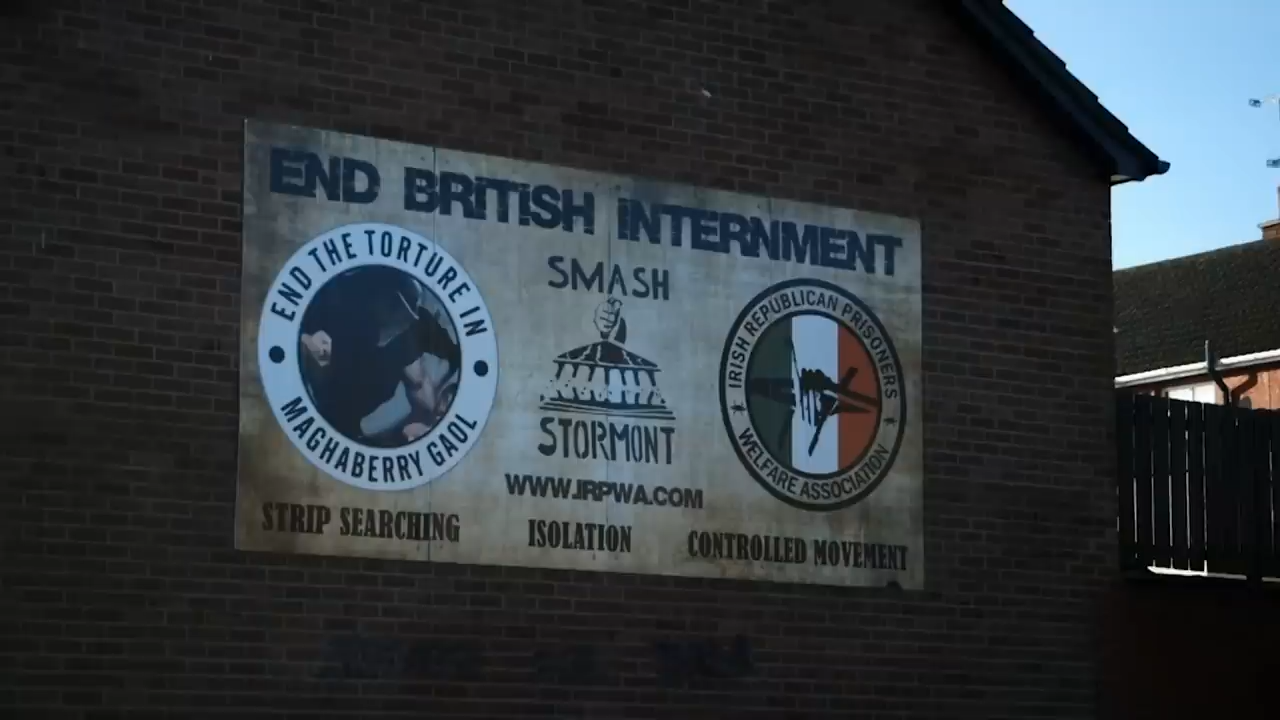 END BRITISH INTERNMENT
END THE TORTURE IN
MAGHABERRY GAOL
SMASH
STORMONT
WWW.IRPWA.COM
IRISH REPUBLICAN PRISONERS
WELFARE ASSOCIATION
STRIP SEARCHING
ISOLATION
CONTROLLED MOVEMENT